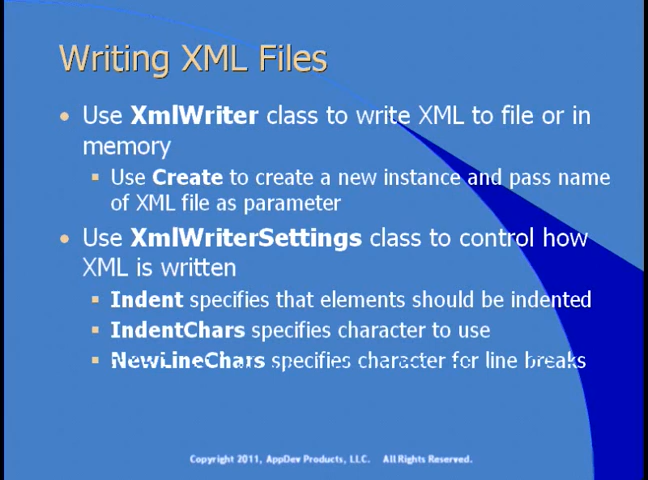 Writing XML Files
• Use XmlWriter class to write XML to file or in
memory
▪ Use Create to create a new instance and pass name
of XML file as parameter
• Use XmlWriterSettings class to control how
XML is written
▪ Indent specifies that elements should be indented
▪ IndentChars specifies character to use
▪ NewLineChars specifies character for line breaks
Copyright 2011, AppDev Products, LLC. All Rights Reserved.